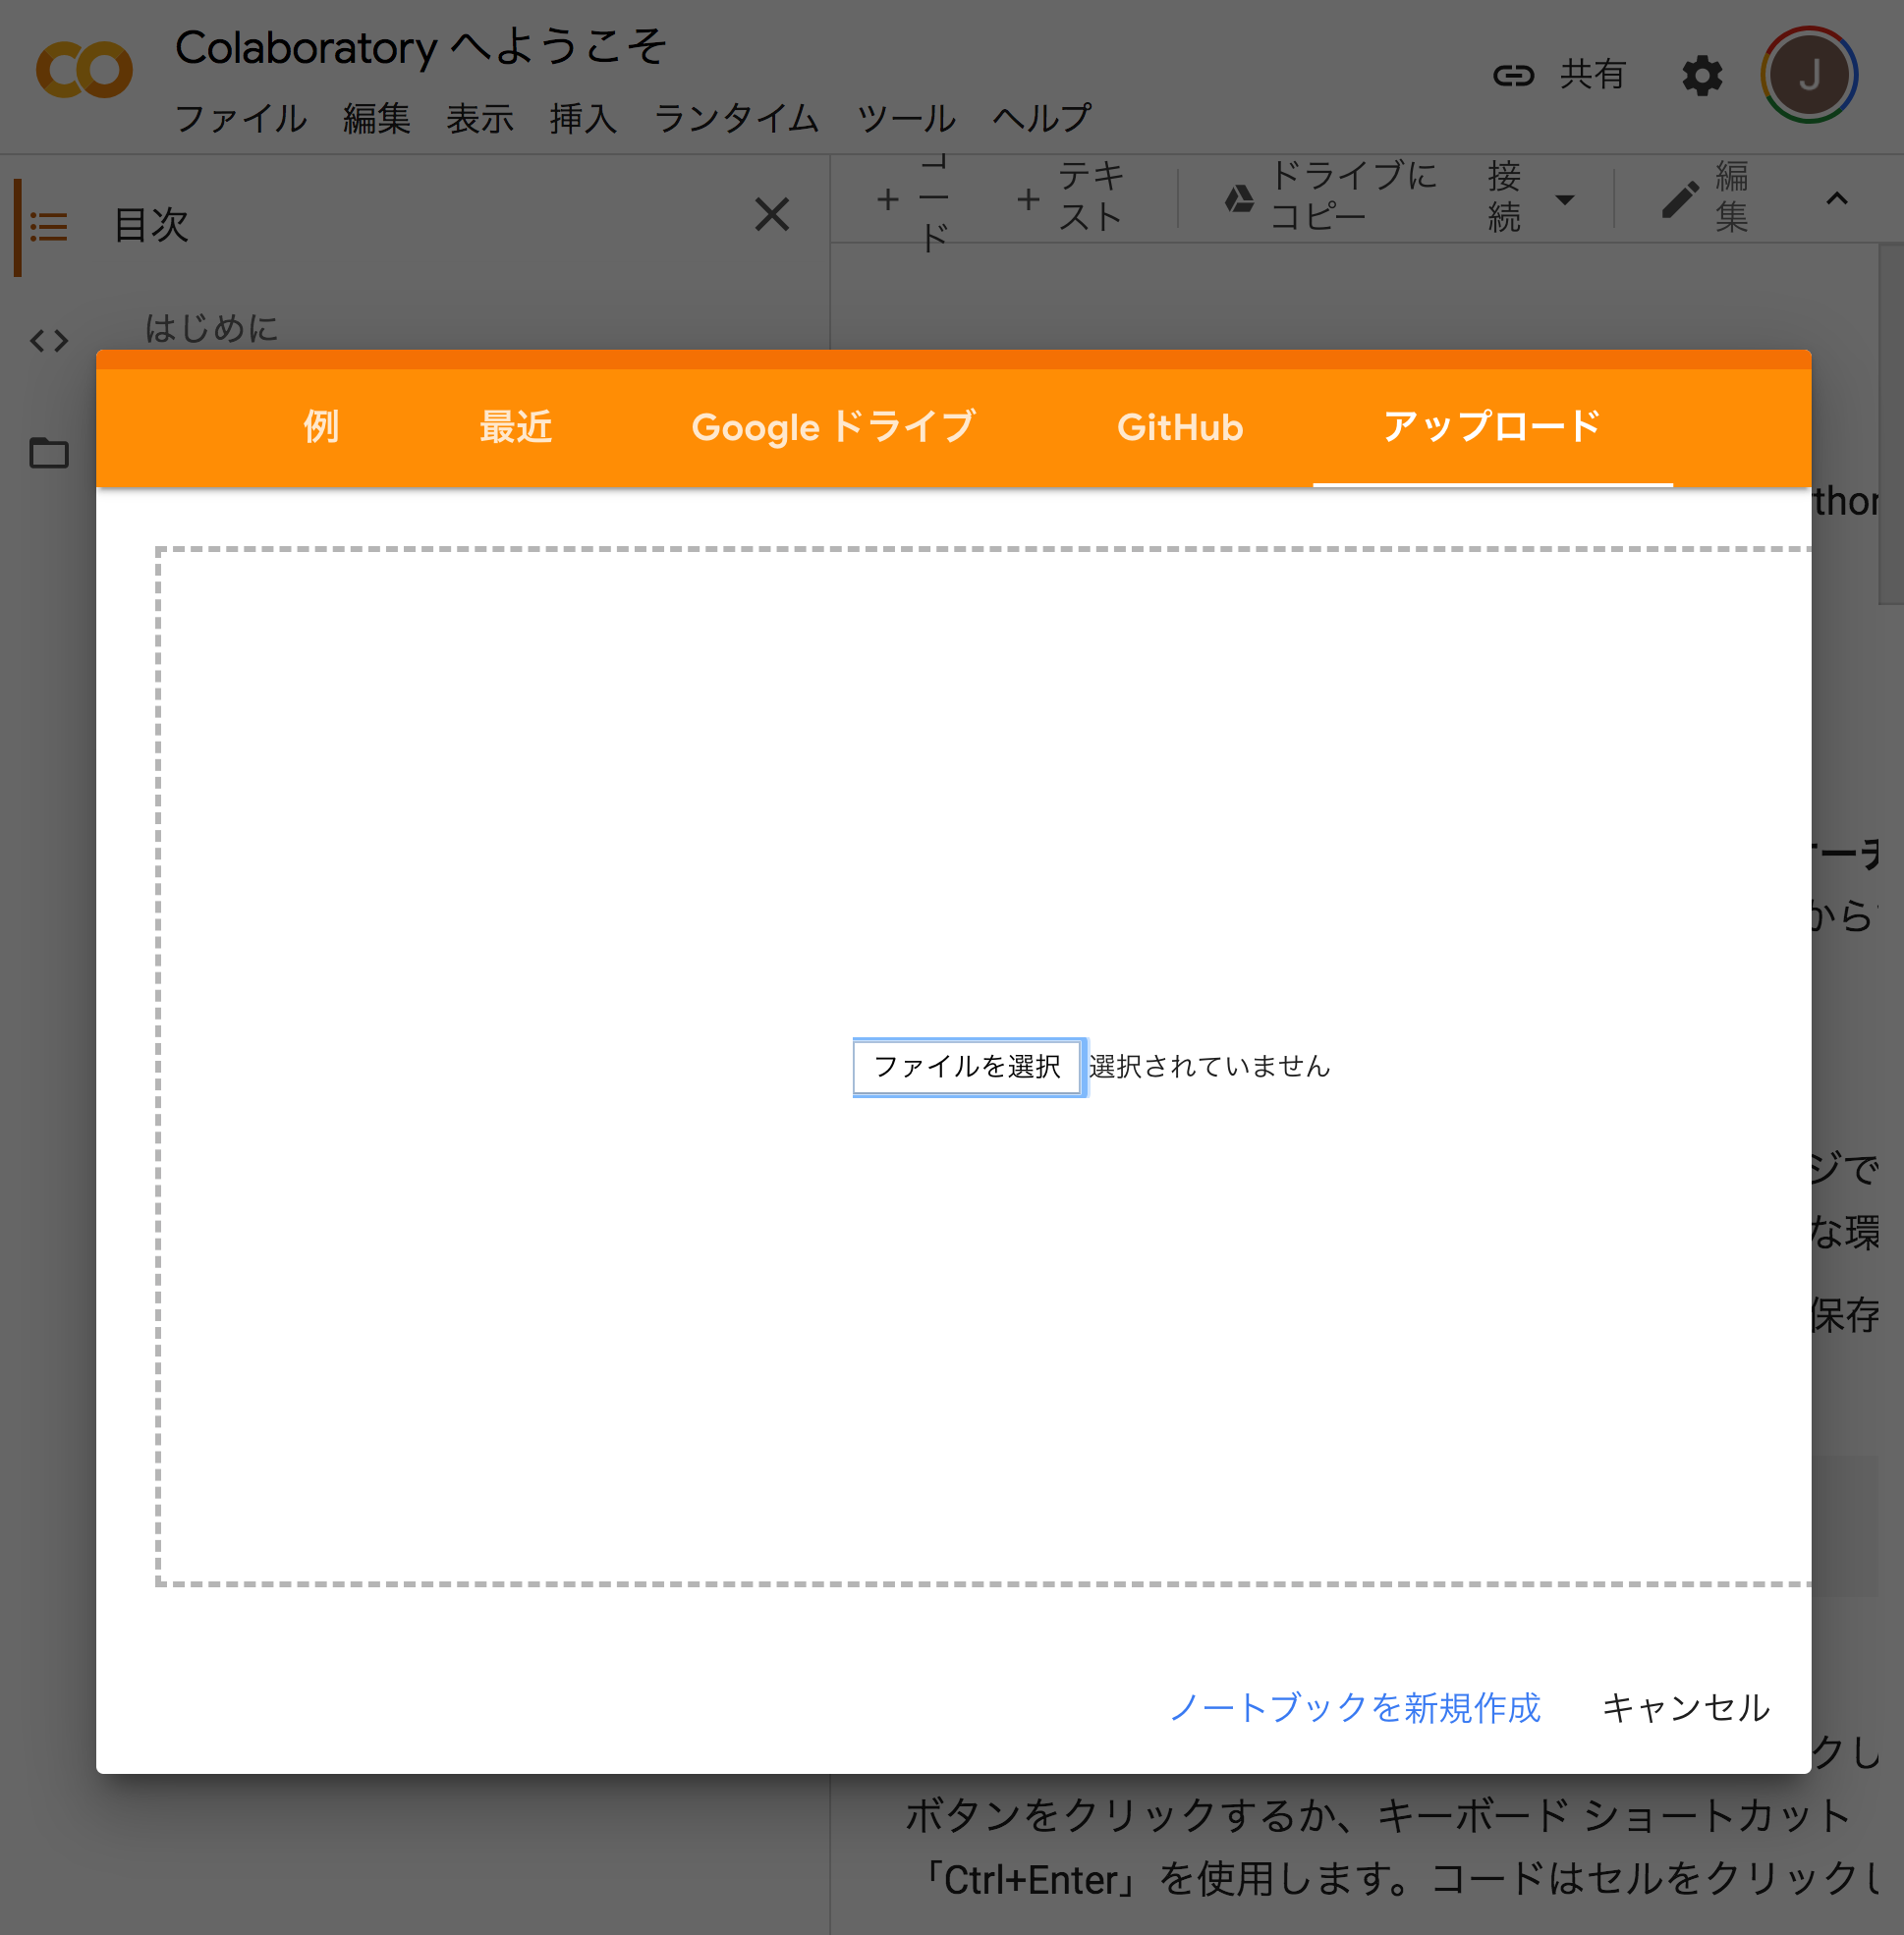 Colaboratory へようこそ
ファイル 編集 表示 挿入 ランタイム ツール ヘルプ
共有
J
目次
はじめに
+ コード
+ テキスト
ドライブにコピー
接続
編集
例 最近 Google ドライブ GitHub アップロード
ファイルを選択 選択されていません
ジで
な環
保存
ノートブックを新規作成 キャンセル
クし
ボタンをクリックするか、キーボード ショートカット
「Ctrl+Enter」を使用します。コードはセルをクリックし